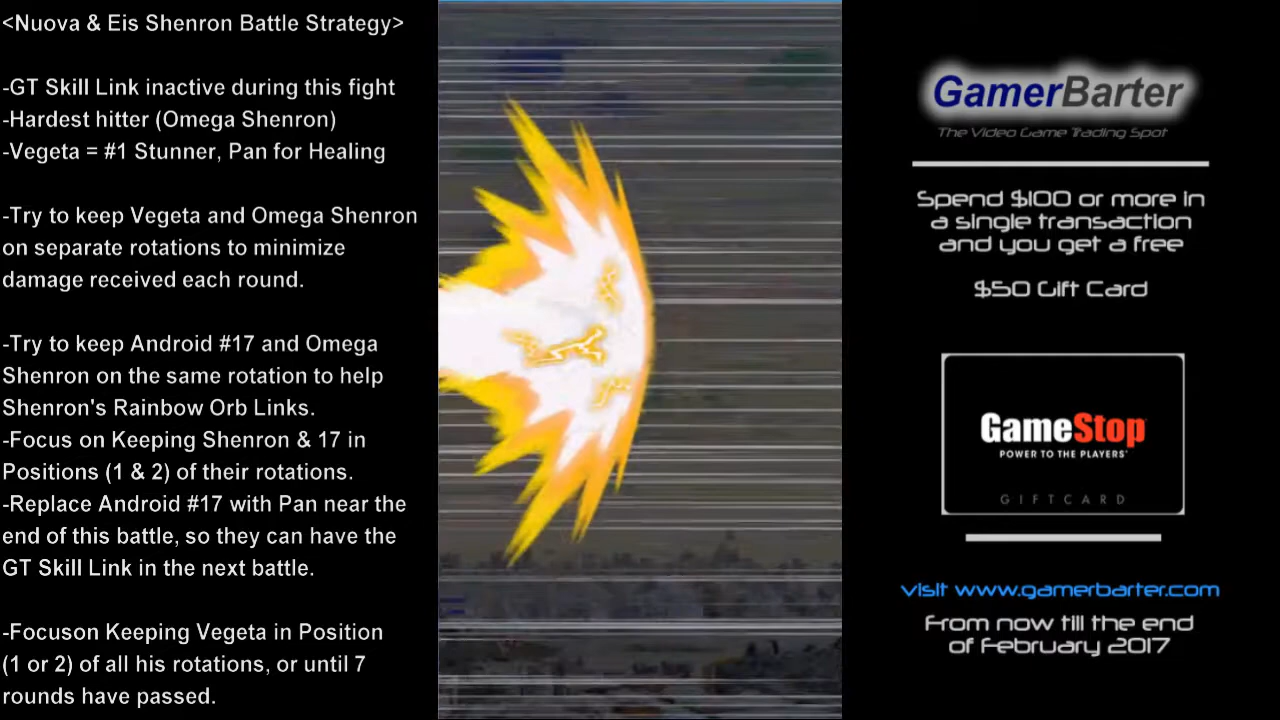 <Nuova & Eis Shenron Battle Strategy>
-GT Skill Link inactive during this fight
-Hardest hitter (Omega Shenron)
-Vegeta = #1 Stunner, Pan for Healing
-Try to keep Vegeta and Omega Shenron
on separate rotations to minimize
damage received each round.
-Try to keep Android #17 and Omega
Shenron on the same rotation to help
Shenron's Rainbow Orb Links.
-Focus on Keeping Shenron & 17 in
Positions (1 & 2) of their rotations.
-Replace Android #17 with Pan near the
end of this battle, so they can have the
GT Skill Link in the next battle.
-Focuson Keeping Vegeta in Position
(1 or 2) of all his rotations, or until 7
rounds have passed.
GamerBarter
The Video Game Trading Spot
Spend $100 or more in
a single transaction
and you get a free
$50 Gift Card
GameStop
POWER TO THE PLAYERS'
GIFTCARD
visit www.gamerbarter.com
From now till the end
of February 2017